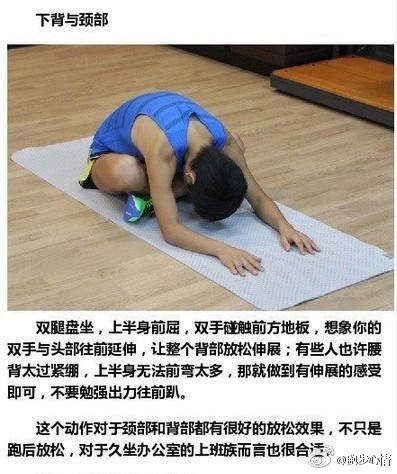 下背与颈部
双腿盘坐，上半身前屈，双手碰触前方地板，想象你的
双手与头部往前延伸，让整个背部放松伸展；有些人也许腰
背太过紧绷，上半身无法前弯太多，那就做到有伸展的感受
即可，不要勉强出力往前趴。
这个动作对于颈部和背部都有很好的放松效果，不只是
跑后放松，对于久坐办公室的上班族而言也很合适